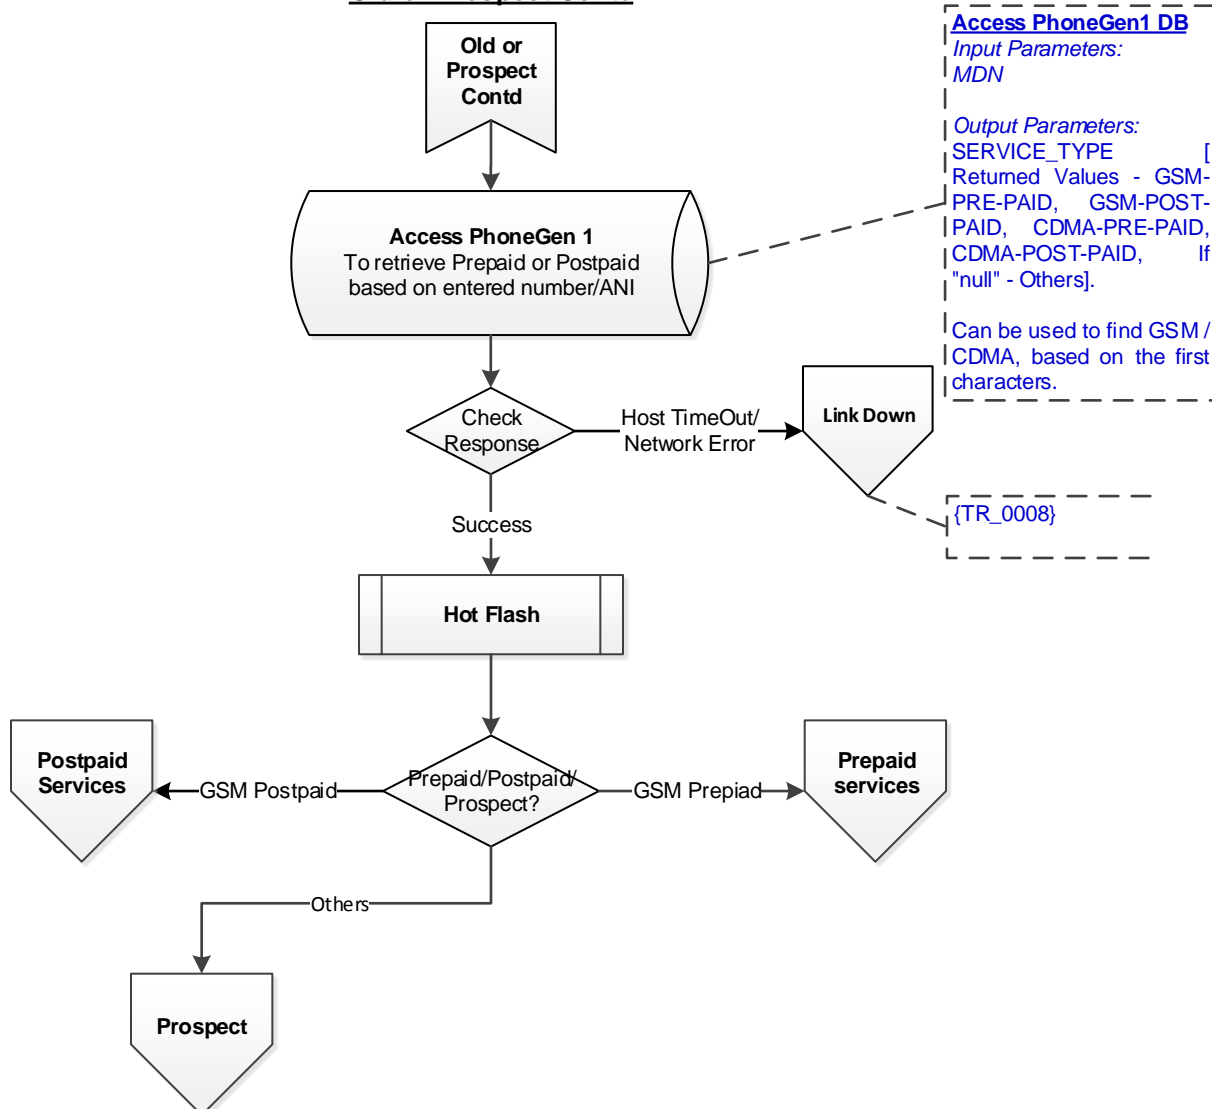 Old or
Prospect
Contd
Access PhoneGen1 DB
Input Parameters:
MDN
Output Parameters:
SERVICE_TYPE [
Returned Values - GSM-
PRE-PAID, GSM-POST-
PAID, CDMA-PRE-PAID,
CDMA-POST-PAID, If
"null" - Others].
Can be used to find GSM /
CDMA, based on the first
characters.
Access PhoneGen 1
To retrieve Prepaid or Postpaid
based on entered number/ANI
Check
Response
Host TimeOut/
Network Error
Link Down
{TR_0008}
Success
Hot Flash
Postpaid
Services
GSM Postpaid
Prepaid/Postpaid/
Prospect?
GSM Prepiad
Prepaid
services
Others
Prospect